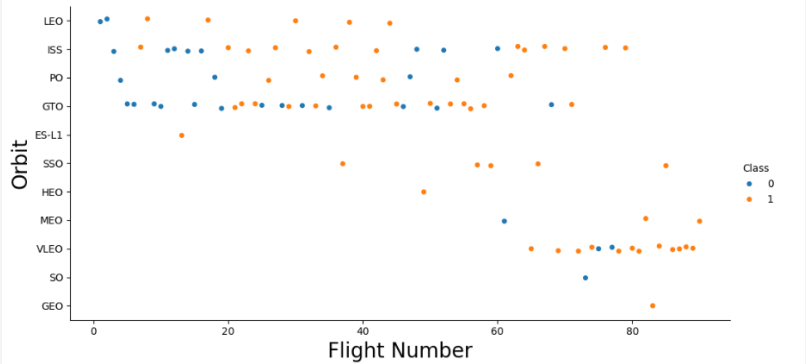 LEO
ISS
PO
GTO
ES-L1
SSO
HEO
MEO
VLEO
SO
GEO
Orbit
0 20 40 60 80
Flight Number
Class
0
1